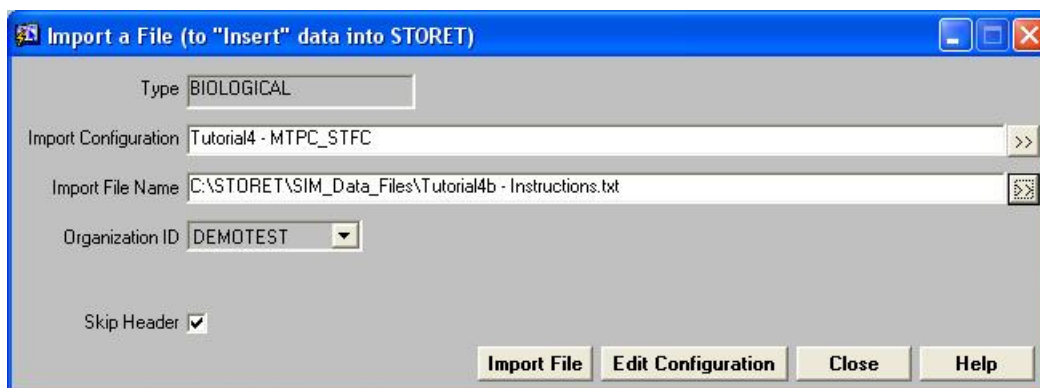 Import a File (to "Insert" data into STORET)
Type BIOLOGICAL
Import Configuration Tutorial4 - MTPC_STFC >>
Import File Name C:\STORET\SIM_Data_Files\Tutorial4b - Instructions.txt >>
Organization ID DEMOTEST
Skip Header
Import File Edit Configuration Close Help